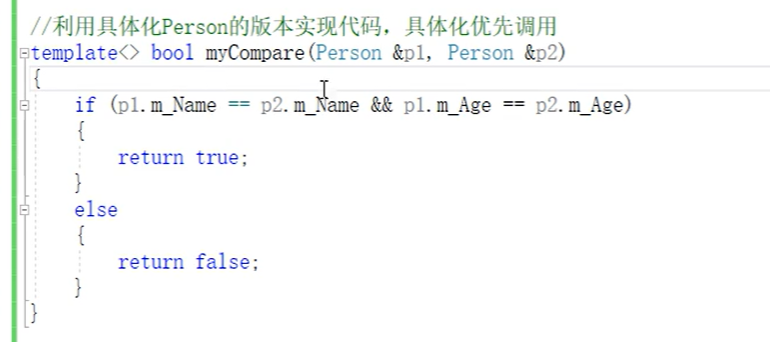 //利用具体化Person的版本实现代码，具体化优先调用
template<> bool myCompare(Person &p1, Person &p2)
{
if (p1.m_Name == p2.m_Name && p1.m_Age == p2.m_Age)
{
return true;
}
else
{
return false;
}
}